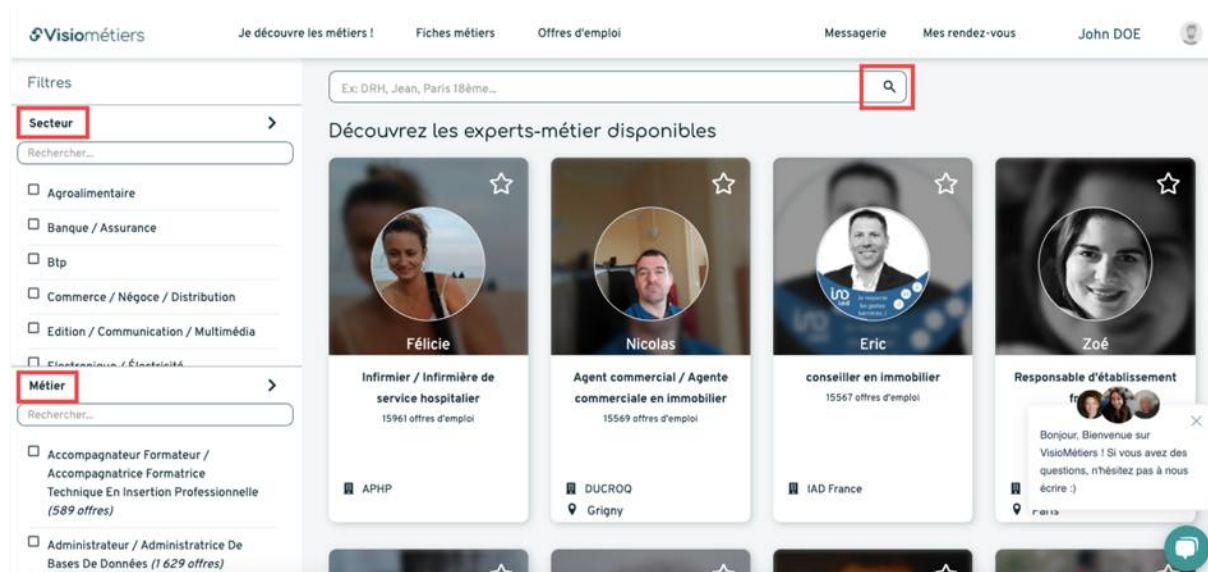 Visiométiers
Je découvre les métiers !
Fiches métiers
Offres d'emploi
Messagerie
Mes rendez-vous
John DOE
Filtres
Secteur
Rechercher...
Agroalimentaire
Banque / Assurance
Btp
Commerce / Négoce / Distribution
Edition / Communication / Multimédia
Electronique / Électricité
Métier
Rechercher...
Accompagnateur Formateur /
Accompagnatrice Formatrice
Technique En Insertion Professionnelle
(589 offres)
Administrateur / Administratrice De
Bases De Données (1 629 offres)
Ex: DRH, Jean, Paris 18ème...
Découvrez les experts-métier disponibles
Félicie
Infirmier / Infirmière de
service hospitalier
15961 offres d'emploi
APHP
Nicolas
Agent commercial / Agente
commerciale en immobilier
15569 offres d'emploi
DUCROQ
Grigny
iad
Eric
conseiller en immobilier
15567 offres d'emploi
IAD France
Zoé
Responsable d'établissement
Paris
Bonjour, Bienvenue sur
VisioMétiers ! Si vous avez des
questions, n'hésitez pas à nous
écrire :)